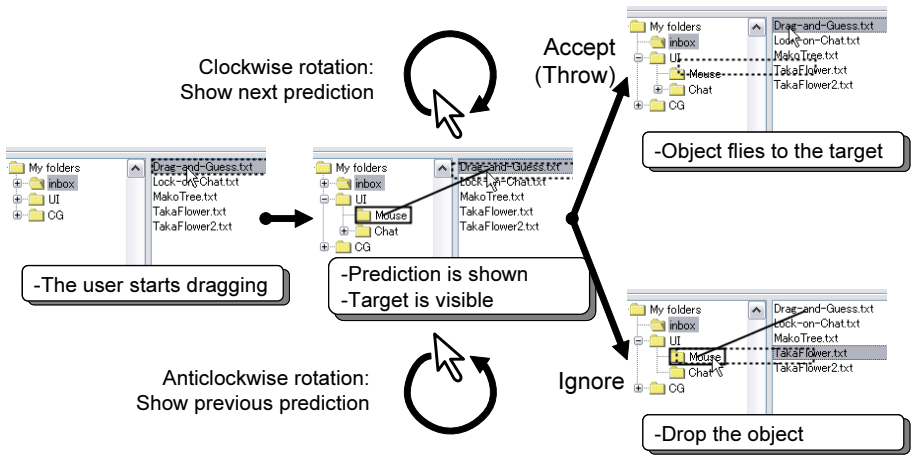 Clockwise rotation:
Show next prediction
Accept
(Throw)
My folders
inbox
UI
Mouse
Chat
CG
Drag-and-Guess.txt
Lock-on-Chat.txt
MakoTree.txt
TakaFlower.txt
TakaFlower2.txt
-Object flies to the target
My folders
inbox
UI
CG
Drag-and-Guess.txt
Lock-on-Chat.txt
MakoTree.txt
TakaFlower.txt
TakaFlower2.txt
-The user starts dragging
My folders
inbox
UI
Mouse
Chat
CG
Drag-and-Guess.txt
Lock-on-Chat.txt
MakoTree.txt
TakaFlower.txt
TakaFlower2.txt
-Prediction is shown
-Target is visible
Anticlockwise rotation:
Show previous prediction
Ignore
My folders
inbox
UI
Mouse
Chat
CG
Drag-and-Guess.txt
Lock-on-Chat.txt
MakoTree.txt
TakaFlower.txt
TakaFlower2.txt
-Drop the object